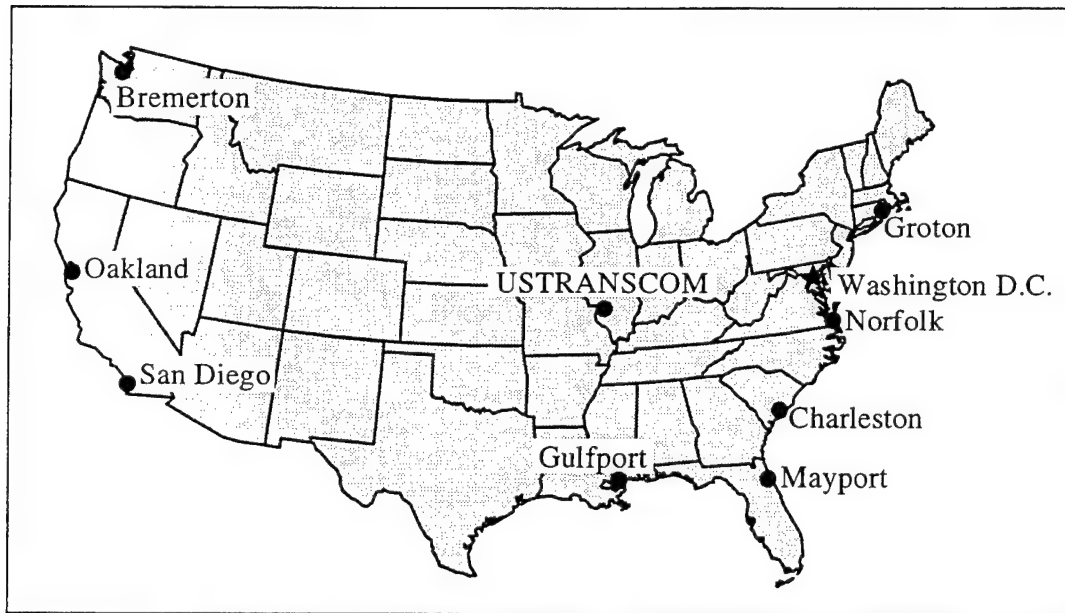 Bremerton
Groton
Oakland
USTRANSCOM
Washington D.C.
Norfolk
San Diego
Charleston
Gulfport
Mayport